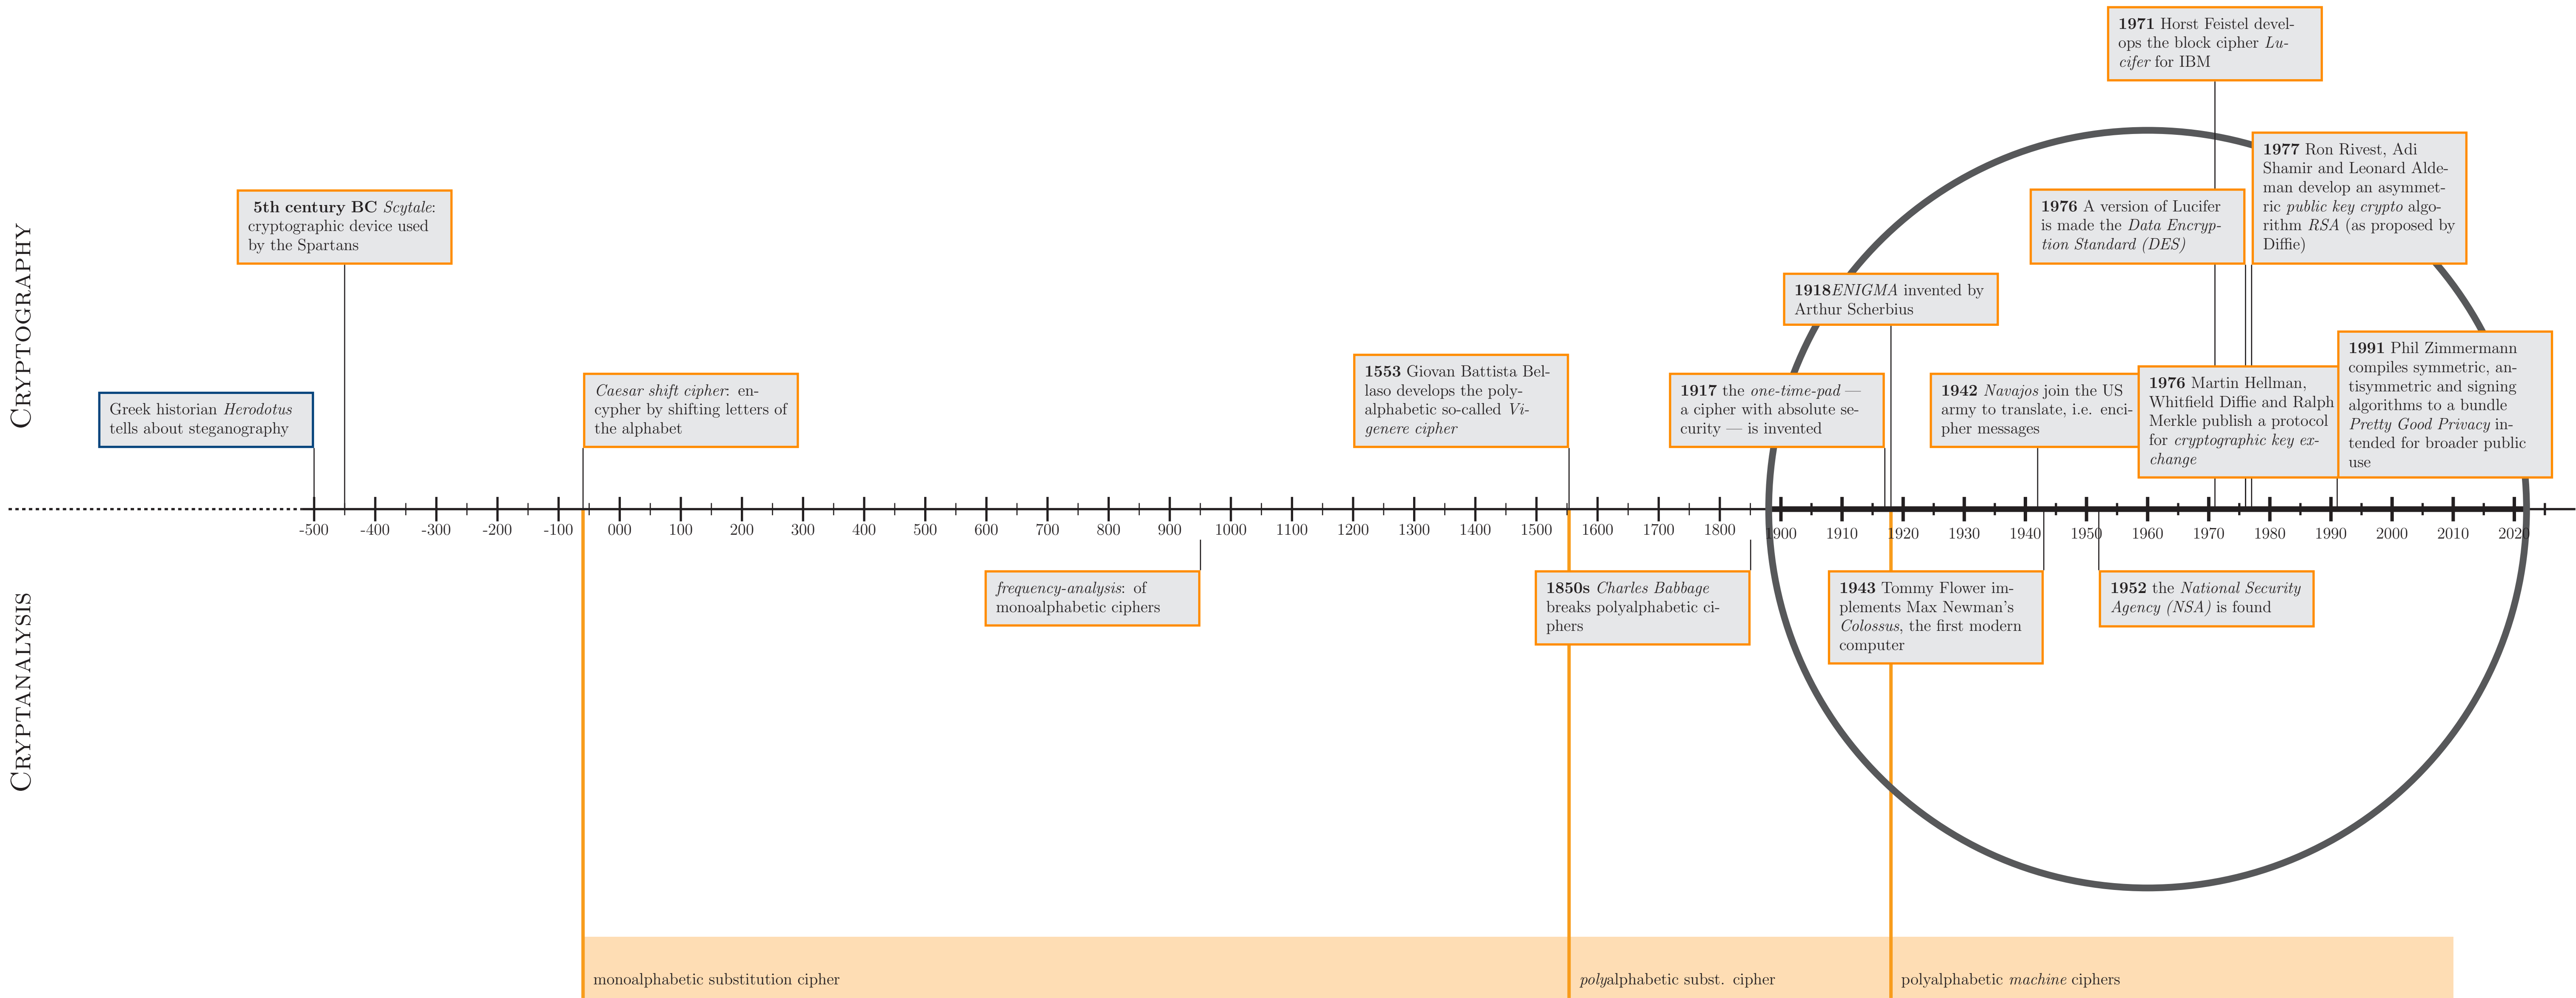 1971 Horst Feistel devel-
ops the block cipher Lu-
cifer for IBM
1977 Ron Rivest, Adi
Shamir and Leonard Alde-
man develop an asymmet-
ric public key crypto algo-
rithm RSA (as proposed by
Diffie)
5th century BC Scytale:
cryptographic device used
by the Spartans
1976 A version of Lucifer
is made the Data Encryp-
tion Standard (DES)
CRYPTOGRAPHY
1918ENIGMA invented by
Arthur Scherbius
Greek historian Herodotus
tells about steganography
Caesar shift cipher: en-
cypher by shifting letters of
the alphabet
1553 Giovan Battista Bel-
laso develops the poly-
alphabetic so-called Vi-
genere cipher
1917 the one-time-pad —
a cipher with absolute se-
curity — is invented
1942 Navajos join the US
army to translate, i.e. enci-
pher messages
1976 Martin Hellman,
Whitfield Diffie and Ralph
Merkle publish a protocol
for cryptographic key ex-
change
1991 Phil Zimmermann
compiles symmetric, an-
tisymmetric and signing
algorithms to a bundle
Pretty Good Privacy in-
tended for broader public
use
-500 -400 -300 -200 -100 000 100 200 300 400 500 600 700 800 900 1000 1100 1200 1300 1400 1500 1600 1700 1800 1900 1910 1920 1930 1940 1950 1960 1970 1980 1990 2000 2010 2020
CRYPTANALYSIS
frequency-analysis: of
monoalphabetic ciphers
1850s Charles Babbage
breaks polyalphabetic ci-
phers
1943 Tommy Flower im-
plements Max Newman's
Colossus, the first modern
computer
1952 the National Security
Agency (NSA) is found
monoalphabetic substitution cipher
polyalphabetic subst. cipher
polyalphabetic machine ciphers